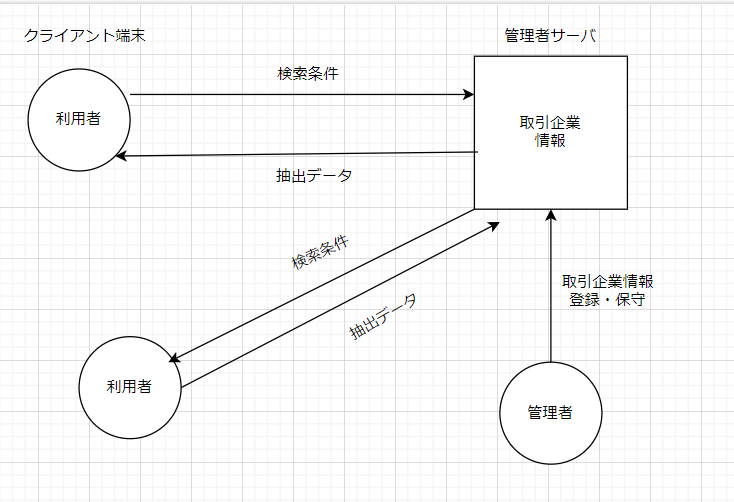 クライアント端末
管理者サーバ
検索条件
利用者
取引企業
情報
抽出データ
検索条件
抽出データ
取引企業情報
登録・保守
利用者
管理者